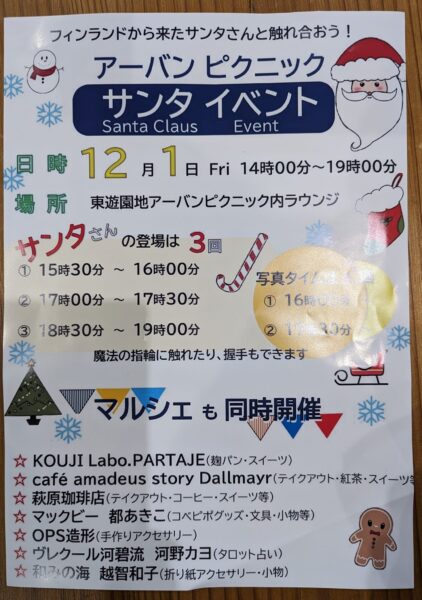 フィンランドから来たサンタさんと触れ合おう！
アーバン ピクニック
サンタ イベント
Santa Claus Event
日時 12月1日 Fri 14時00分～19時00分
場所 東遊園地アーバンピクニック内ラウンジ
サンタさんの登場は 3回
① 15時30分 ～ 16時00分
② 17時00分 ～ 17時30分
③ 18時30分 ～ 19時00分
写真タイムは
① 16時
②
魔法の指輪に触れたり、握手もできます
マルシェ も 同時開催
☆ KOUJI Labo.PARTAJE(麹パン・スイーツ)
☆ café amadeus story Dallmayr(テイクアウト・紅茶・スイーツ等
☆ 萩原珈琲店(テイクアウト・コーヒー・スイーツ等)
☆ マックビー 都あきこ(コベピポグッズ・文具・小物等)
☆ OPS造形(手作りアクセサリー)
☆ ヴレクール河碧流 河野カヨ(タロット占い)
☆ 和みの海 越智和子(折り紙アクセサリー・小物)